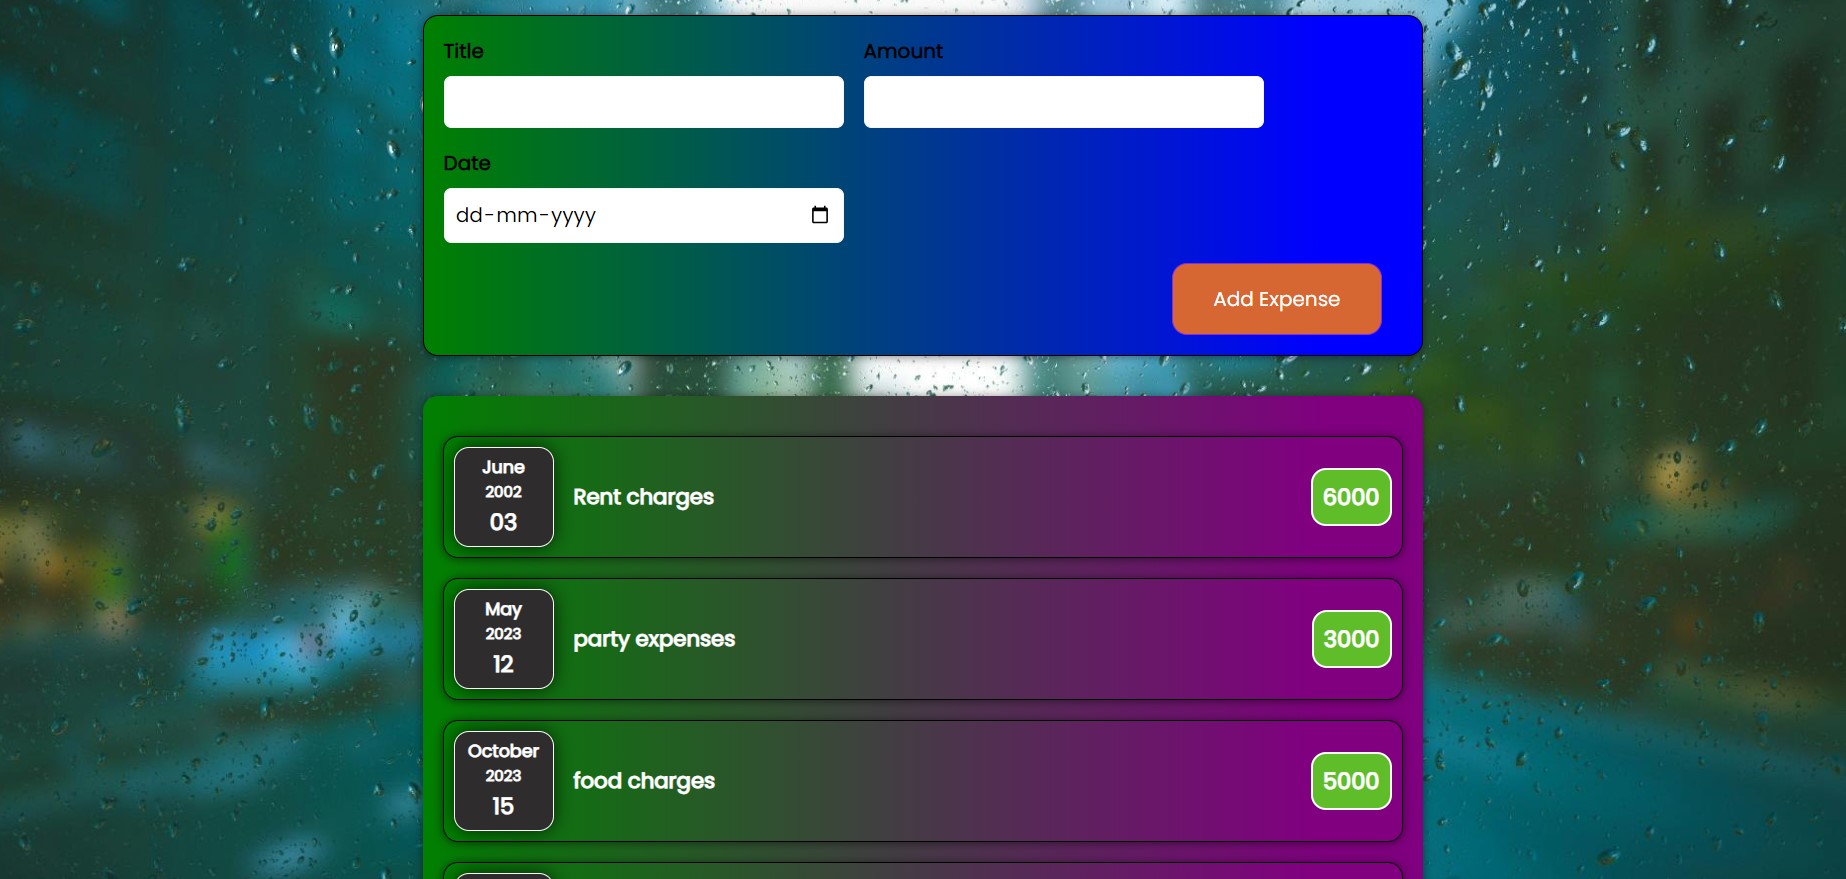 Title
Amount
Date
dd-mm-yyyy
Add Expense
June
2002
03
Rent charges
6000
May
2023
12
party expenses
3000
October
2023
15
food charges
5000